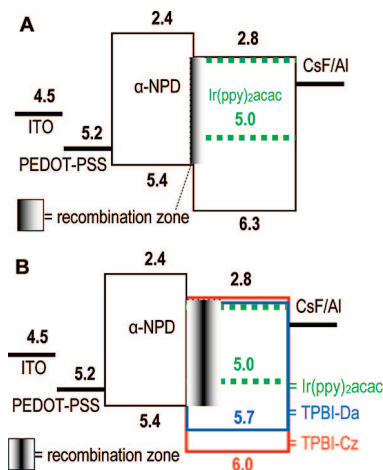 A
2.4
2.8
CsF/Al
α-NPD
4.5
ITO
Ir(ppy)₂acac
5.0
5.2
PEDOT-PSS
5.4
6.3
= recombination zone
B
2.4
2.8
CsF/Al
α-NPD
4.5
ITO
5.0
5.2
Ir(ppy)₂acac
PEDOT-PSS
5.4
5.7
TPBI-Da
TPBI-Cz
6.0
= recombination zone